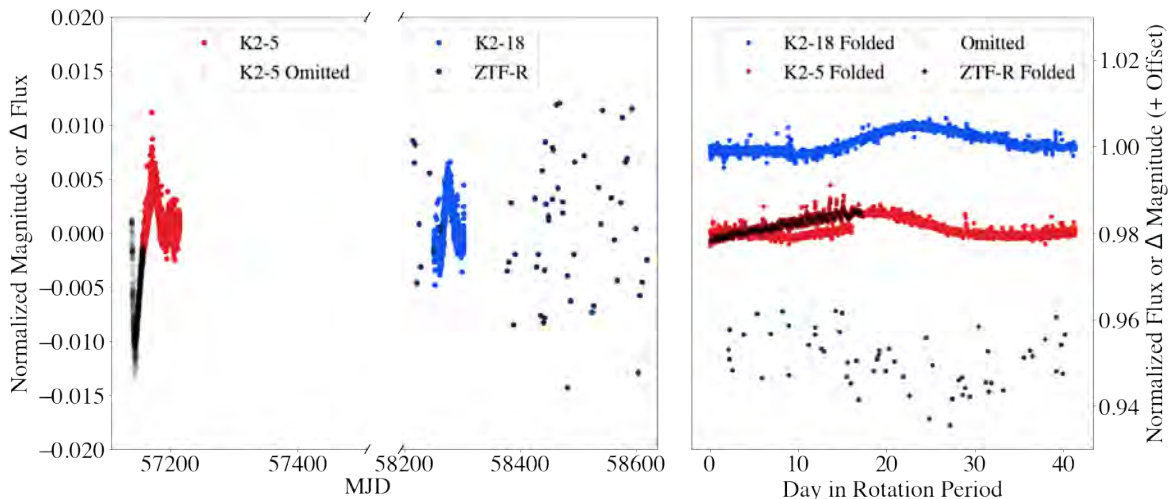 Normalized Magnitude or Δ Flux
0.020
0.015
0.010
0.005
0.000
−0.005
−0.010
−0.015
−0.020
K2-5
K2-5 Omitted
K2-18
ZTF-R
57200
57400
58200
58400
58600
MJD
K2-18 Folded
K2-5 Folded
Omitted
ZTF-R Folded
0
10
20
30
40
Day in Rotation Period
1.02
1.00
0.98
0.96
0.94
Normalized Flux or Δ Magnitude (+ Offset)